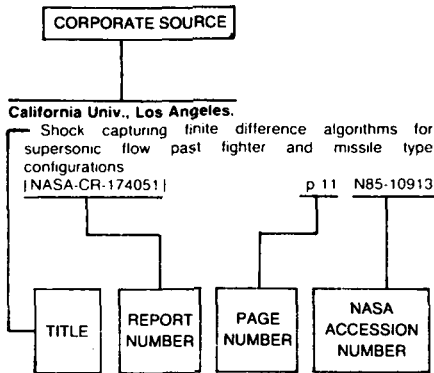 CORPORATE SOURCE
California Univ., Los Angeles.
Shock capturing finite difference algorithms for
supersonic flow past fighter and missile type
configurations
[NASA-CR-174051] p 11 N85-10913
TITLE
REPORT
NUMBER
PAGE
NUMBER
NASA
ACCESSION
NUMBER